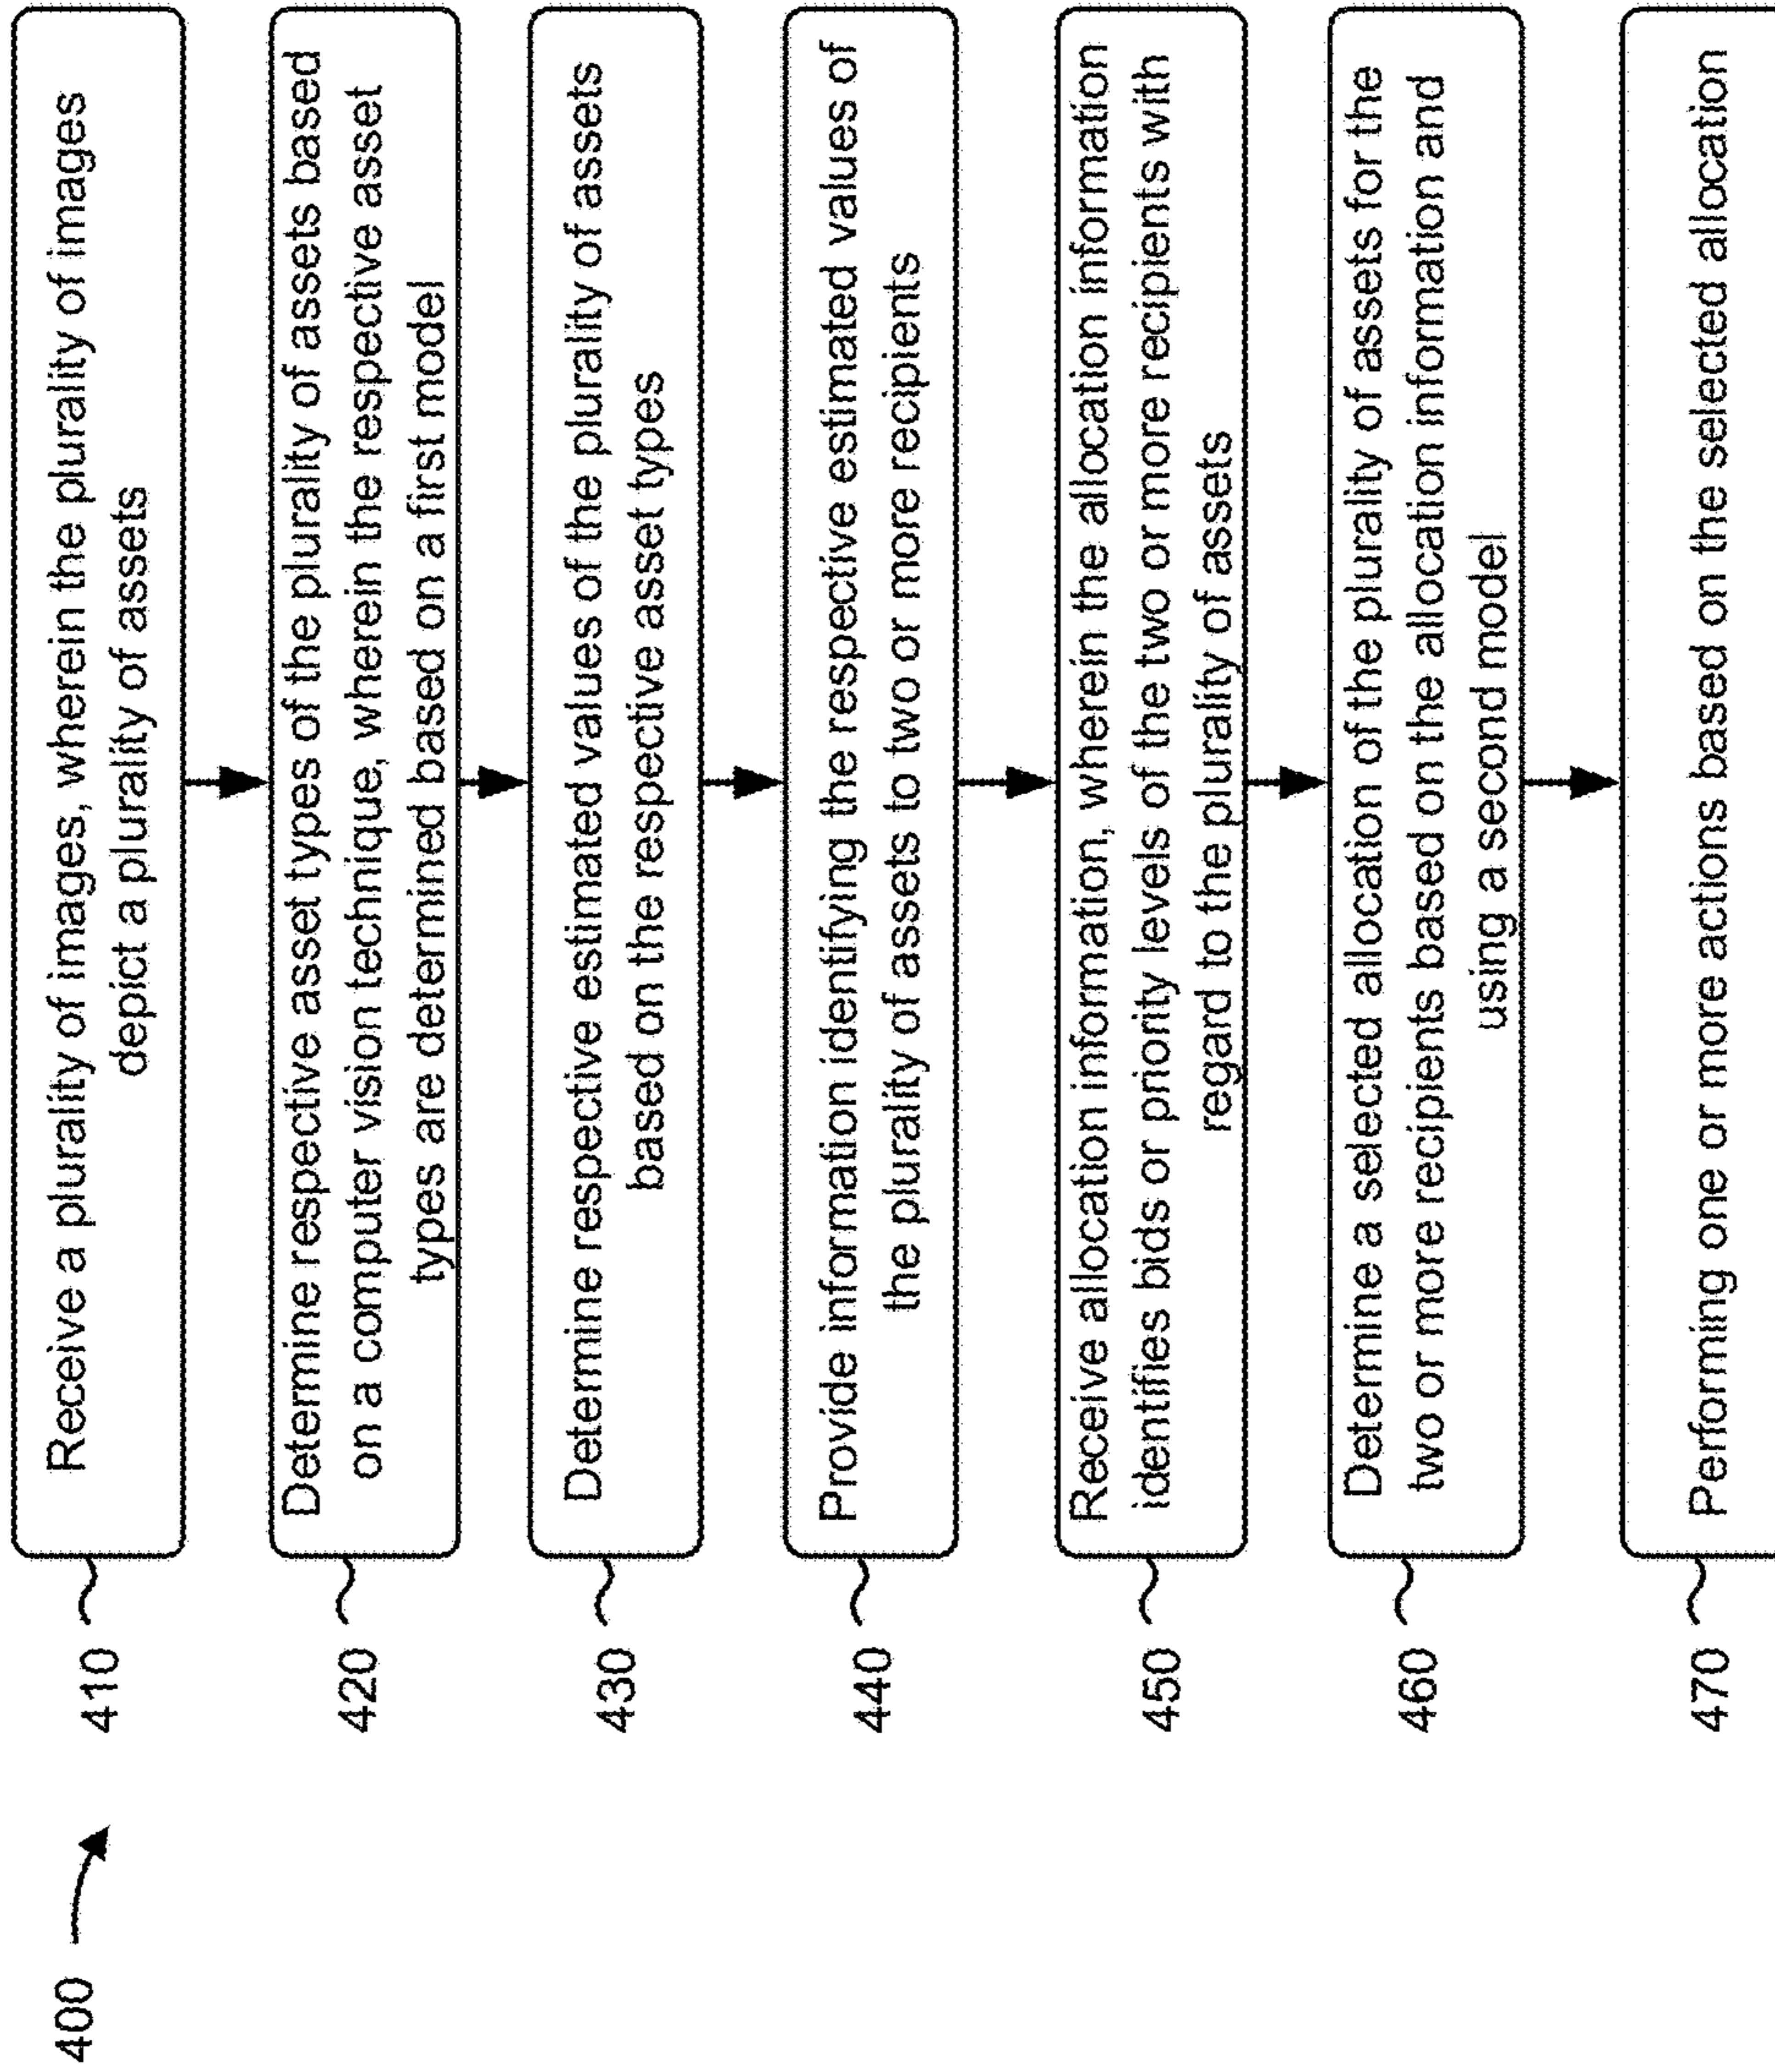 400
410
Receive a plurality of images, wherein the plurality of images
depict a plurality of assets
420
Determine respective asset types of the plurality of assets based
on a computer vision technique, wherein the respective asset
types are determined based on a first model
430
Determine respective estimated values of the plurality of assets
based on the respective asset types
440
Provide information identifying the respective estimated values of
the plurality of assets to two or more recipients
450
Receive allocation information, wherein the allocation information
identifies bids or priority levels of the two or more recipients with
regard to the plurality of assets
460
Determine a selected allocation of the plurality of assets for the
two or more recipients based on the allocation information and
using a second model
470
Performing one or more actions based on the selected allocation